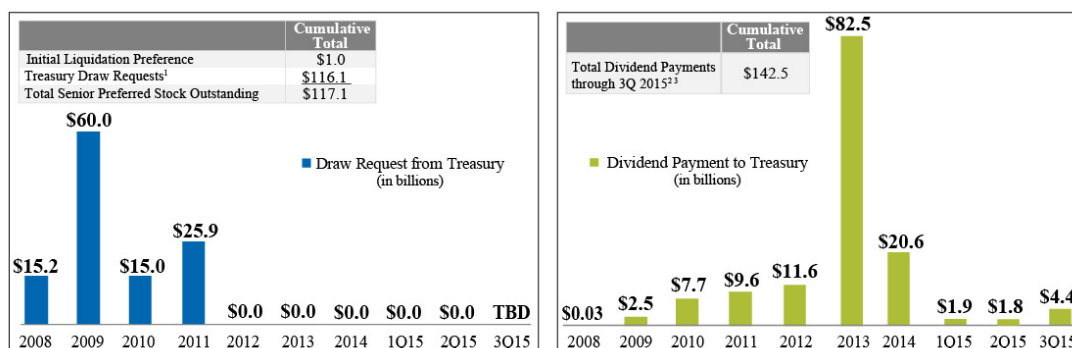 Cumulative
Total
Initial Liquidation Preference $1.0
Treasury Draw Requests¹ $116.1
Total Senior Preferred Stock Outstanding $117.1
$60.0
Draw Request from Treasury
(in billions)
$25.9
$15.2 $15.0
$0.0 $0.0 $0.0 $0.0 $0.0 TBD
2008 2009 2010 2011 2012 2013 2014 1Q15 2Q15 3Q15
$82.5
Cumulative
Total
Total Dividend Payments
through 3Q 2015²³ $142.5
Dividend Payment to Treasury
(in billions)
$20.6
$11.6
$9.6
$7.7
$4.4
$2.5
$1.9 $1.8
$0.03
2008 2009 2010 2011 2012 2013 2014 1Q15 2Q15 3Q15